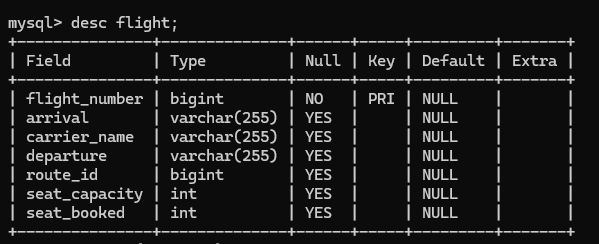 mysql> desc flight;
+---------------+--------------+------+-----+---------+-------+
| Field         | Type         | Null | Key | Default | Extra |
+---------------+--------------+------+-----+---------+-------+
| flight_number | bigint       | NO   | PRI | NULL    |       |
| arrival       | varchar(255) | YES  |     | NULL    |       |
| carrier_name  | varchar(255) | YES  |     | NULL    |       |
| departure     | varchar(255) | YES  |     | NULL    |       |
| route_id      | bigint       | YES  |     | NULL    |       |
| seat_capacity | int          | YES  |     | NULL    |       |
| seat_booked   | int          | YES  |     | NULL    |       |
+---------------+--------------+------+-----+---------+-------+